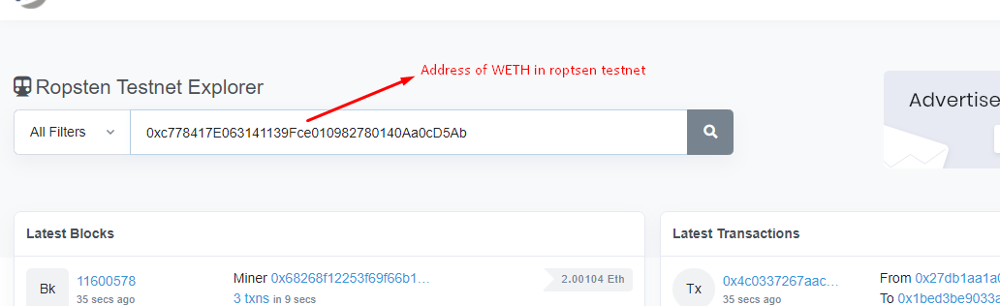 Address of WETH in roptsen testnet
Ropsten Testnet Explorer
All Filters
0xc778417E063141139Fce010982780140Aa0cD5Ab
Advertise
Latest Blocks
Latest Transactions
Bk
11600578
35 secs ago
Miner 0x68268f12253f69f66b1...
3 txns in 9 secs
2.00104 Eth
Tx
0x4c0337267aac...
35 secs ago
From 0x27db1aa1a0
To 0x1bed3be9033a